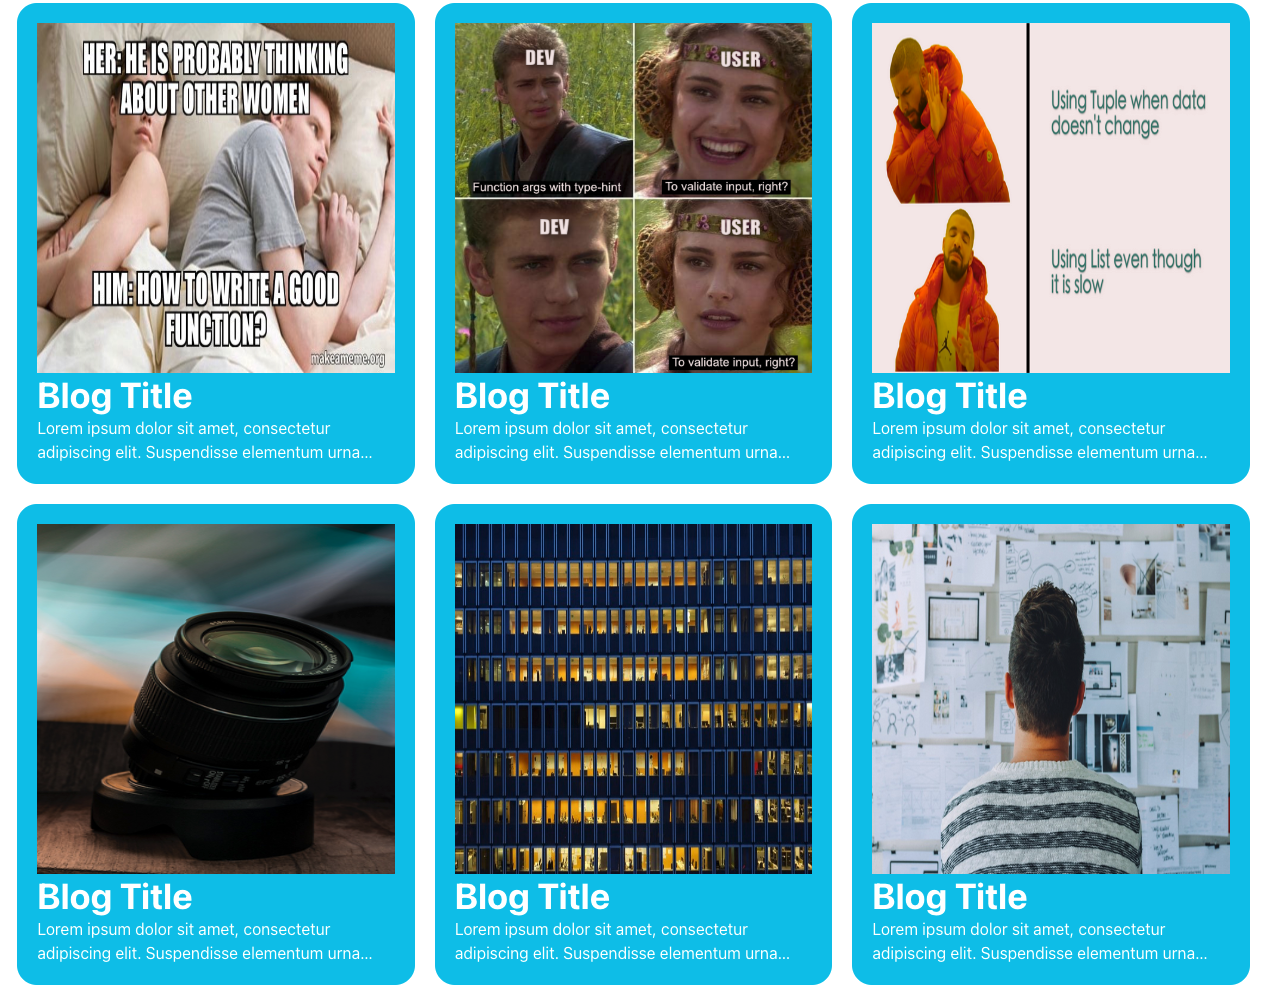 HER: HE IS PROBABLY THINKING
ABOUT OTHER WOMEN
HIM: HOW TO WRITE A GOOD
FUNCTION?
makeameme.org
Blog Title
Lorem ipsum dolor sit amet, consectetur
adipiscing elit. Suspendisse elementum urna...
DEV
USER
Function args with type-hint
To validate input, right?
DEV
USER
To validate input, right?
Blog Title
Lorem ipsum dolor sit amet, consectetur
adipiscing elit. Suspendisse elementum urna...
Using Tuple when data
doesn't change
Using List even though
it is slow
Blog Title
Lorem ipsum dolor sit amet, consectetur
adipiscing elit. Suspendisse elementum urna...
Blog Title
Lorem ipsum dolor sit amet, consectetur
adipiscing elit. Suspendisse elementum urna...
Blog Title
Lorem ipsum dolor sit amet, consectetur
adipiscing elit. Suspendisse elementum urna...
Blog Title
Lorem ipsum dolor sit amet, consectetur
adipiscing elit. Suspendisse elementum urna...